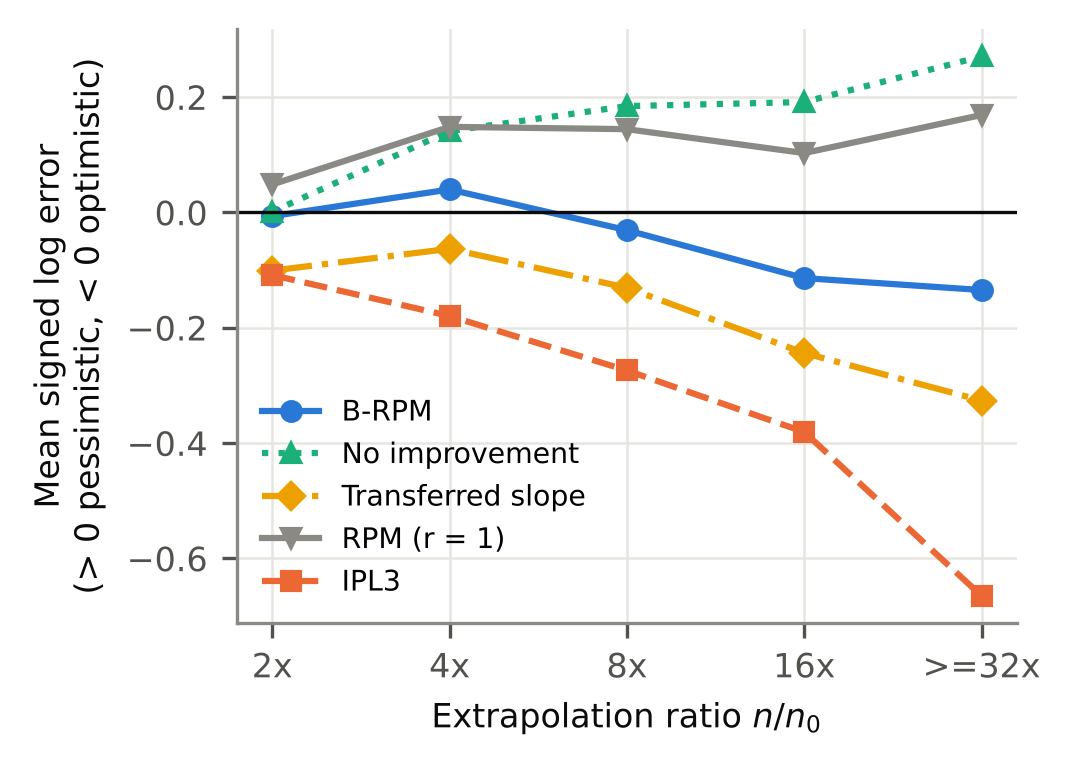 Mean signed log error
(> 0 pessimistic, < 0 optimistic)
0.2
0.0
−0.2
−0.4
−0.6
B-RPM
No improvement
Transferred slope
RPM (r = 1)
IPL3
2x
4x
8x
16x
>=32x
Extrapolation ratio n/n₀